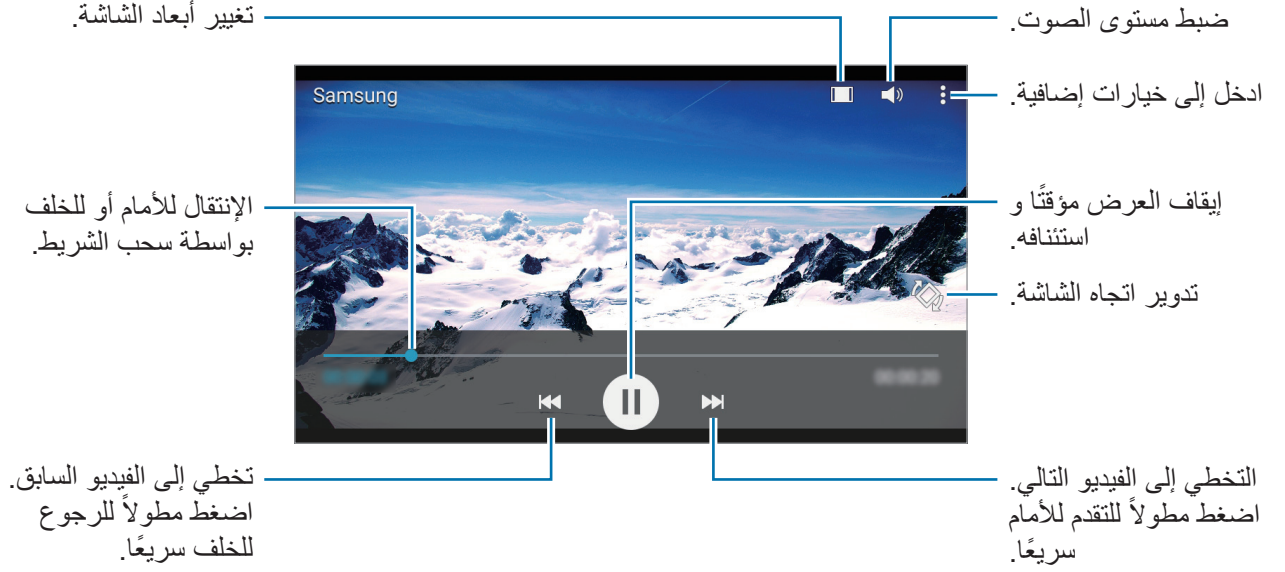 تغيير أبعاد الشاشة.
ضبط مستوى الصوت.
ادخل إلى خيارات إضافية.
Samsung
إيقاف العرض مؤقتًا و
استئنافه.
الإنتقال للأمام أو للخلف
بواسطة سحب الشريط.
تدوير اتجاه الشاشة.
التخطي إلى الفيديو التالي.
اضغط مطولاً للتقدم للأمام
سريعًا.
تخطي إلى الفيديو السابق.
اضغط مطولاً للرجوع
للخلف سريعًا.